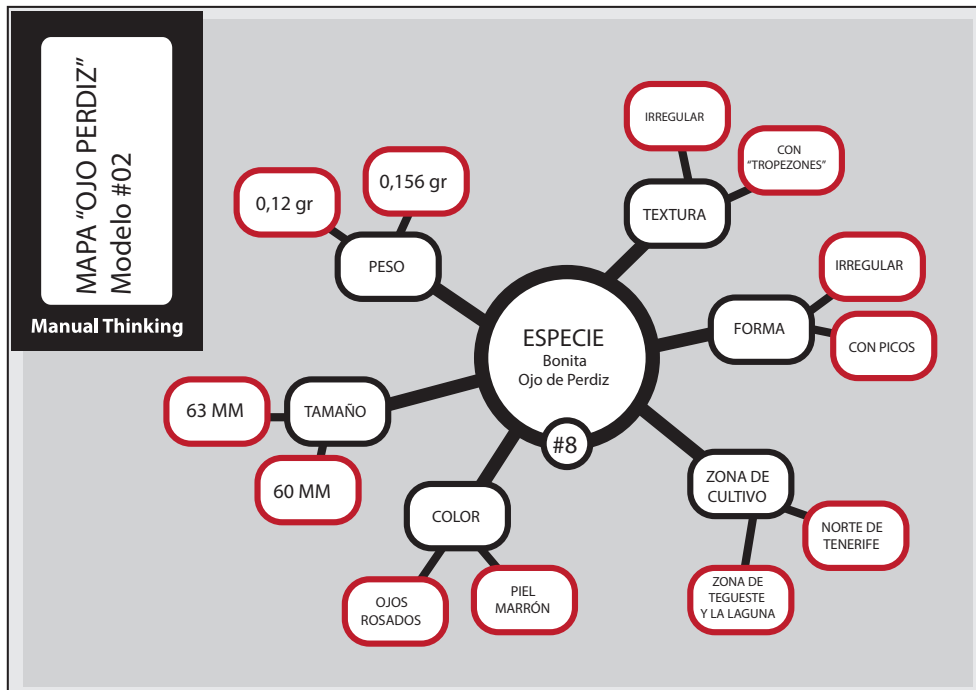 MAPA “OJO PERDIZ”
Modelo #02
Manual Thinking
ESPECIE
Bonita
Ojo de Perdiz
#8
PESO
0,12 gr
0,156 gr
TEXTURA
IRREGULAR
CON
“TROPEZONES”
FORMA
IRREGULAR
CON PICOS
ZONA DE
CULTIVO
NORTE DE
TENERIFE
ZONA DE
TEGUESTE
Y LA LAGUNA
COLOR
PIEL
MARRÓN
OJOS
ROSADOS
TAMAÑO
63 MM
60 MM